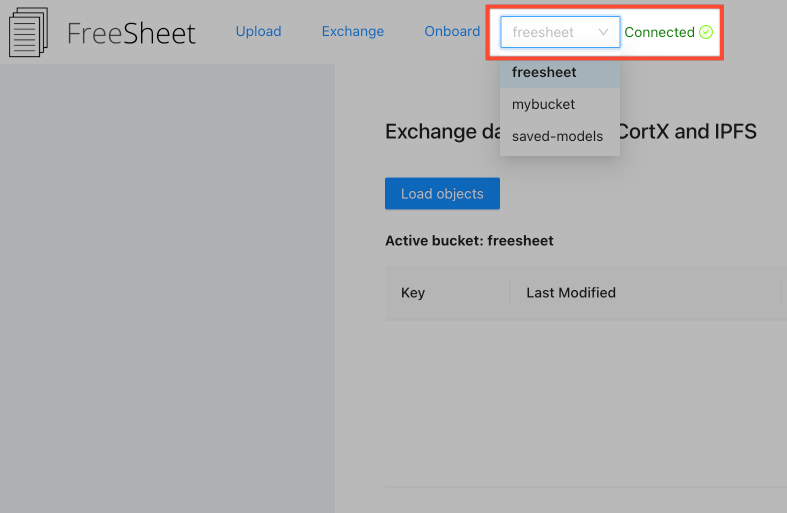 FreeSheet
Upload
Exchange
Onboard
freesheet
Connected
freesheet
mybucket
saved-models
Exchange da CortX and IPFS
Load objects
Active bucket: freesheet
Key
Last Modified